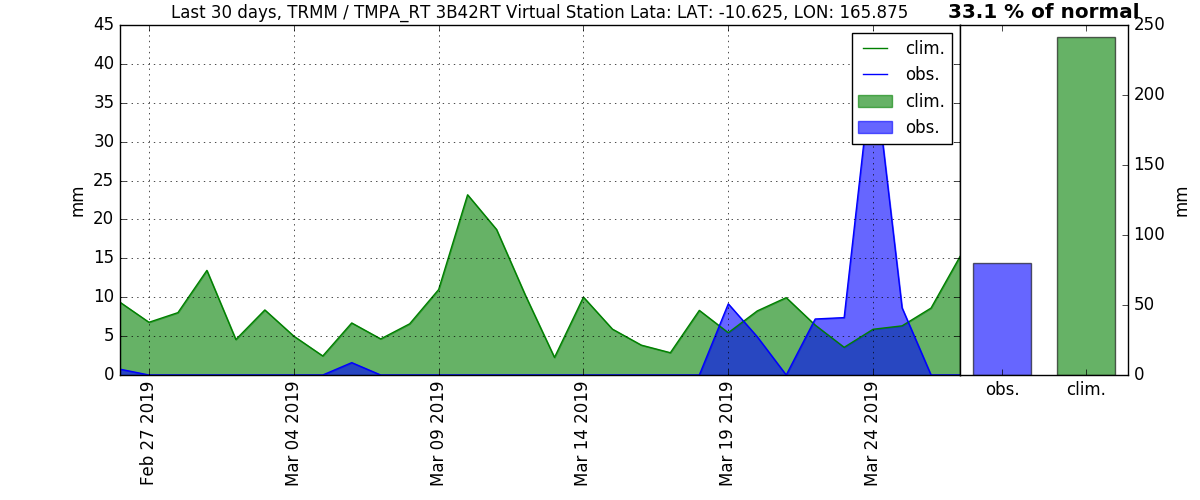 Last 30 days, TRMM / TMPA_RT 3B42RT Virtual Station Lata: LAT: -10.625, LON: 165.875
33.1 % of normal
45
40
35
30
25
20
15
10
5
0
mm
clim.
obs.
clim.
obs.
Feb 27 2019
Mar 04 2019
Mar 09 2019
Mar 14 2019
Mar 19 2019
Mar 24 2019
250
200
150
100
50
0
mm
obs.
clim.